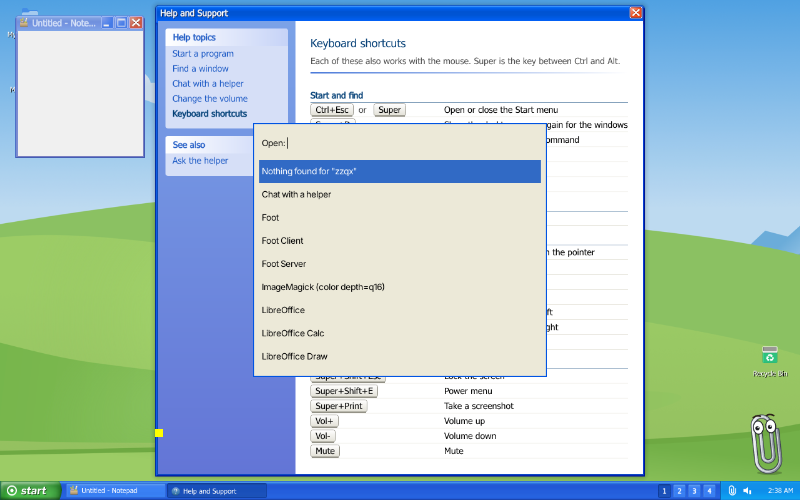 Untitled - Note...
Help and Support
Help topics
Start a program
Find a window
Chat with a helper
Change the volume
Keyboard shortcuts
See also
Ask the helper
Keyboard shortcuts
Each of these also works with the mouse. Super is the key between Ctrl and Alt.
Start and find
Ctrl+Esc or Super Open or close the Start menu
again for the windows
command
Open:
Nothing found for "zzqx"
Chat with a helper
Foot
Foot Client
Foot Server
ImageMagick (color depth=q16)
LibreOffice
LibreOffice Calc
LibreOffice Draw
the pointer
Super+Shift+Esc Lock the screen
Super+Shift+E Power menu
Super+Print Take a screenshot
Vol+ Volume up
Vol- Volume down
Mute Mute
Recycle Bin
start
Untitled - Notepad
Help and Support
1 2 3 4
2:38 AM